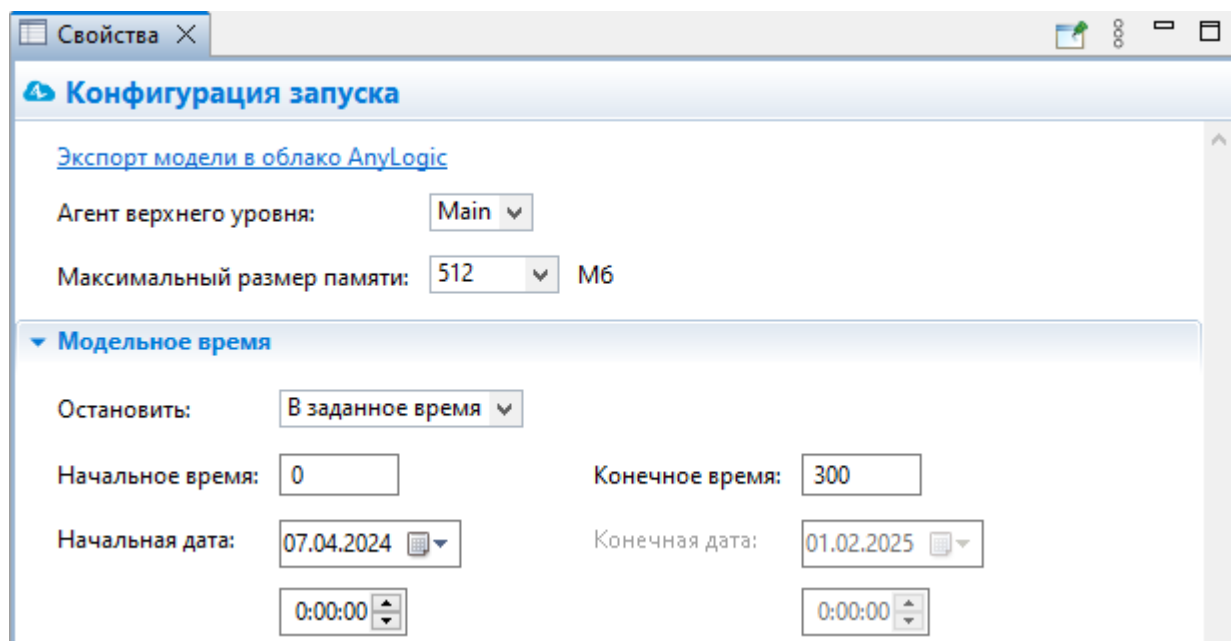 Свойства
Конфигурация запуска
Экспорт модели в облако AnyLogic
Агент верхнего уровня: Main
Максимальный размер памяти: 512 Мб
Модельное время
Остановить: В заданное время
Начальное время: 0 Конечное время: 300
Начальная дата: 07.04.2024 Конечная дата: 01.02.2025
0:00:00 0:00:00